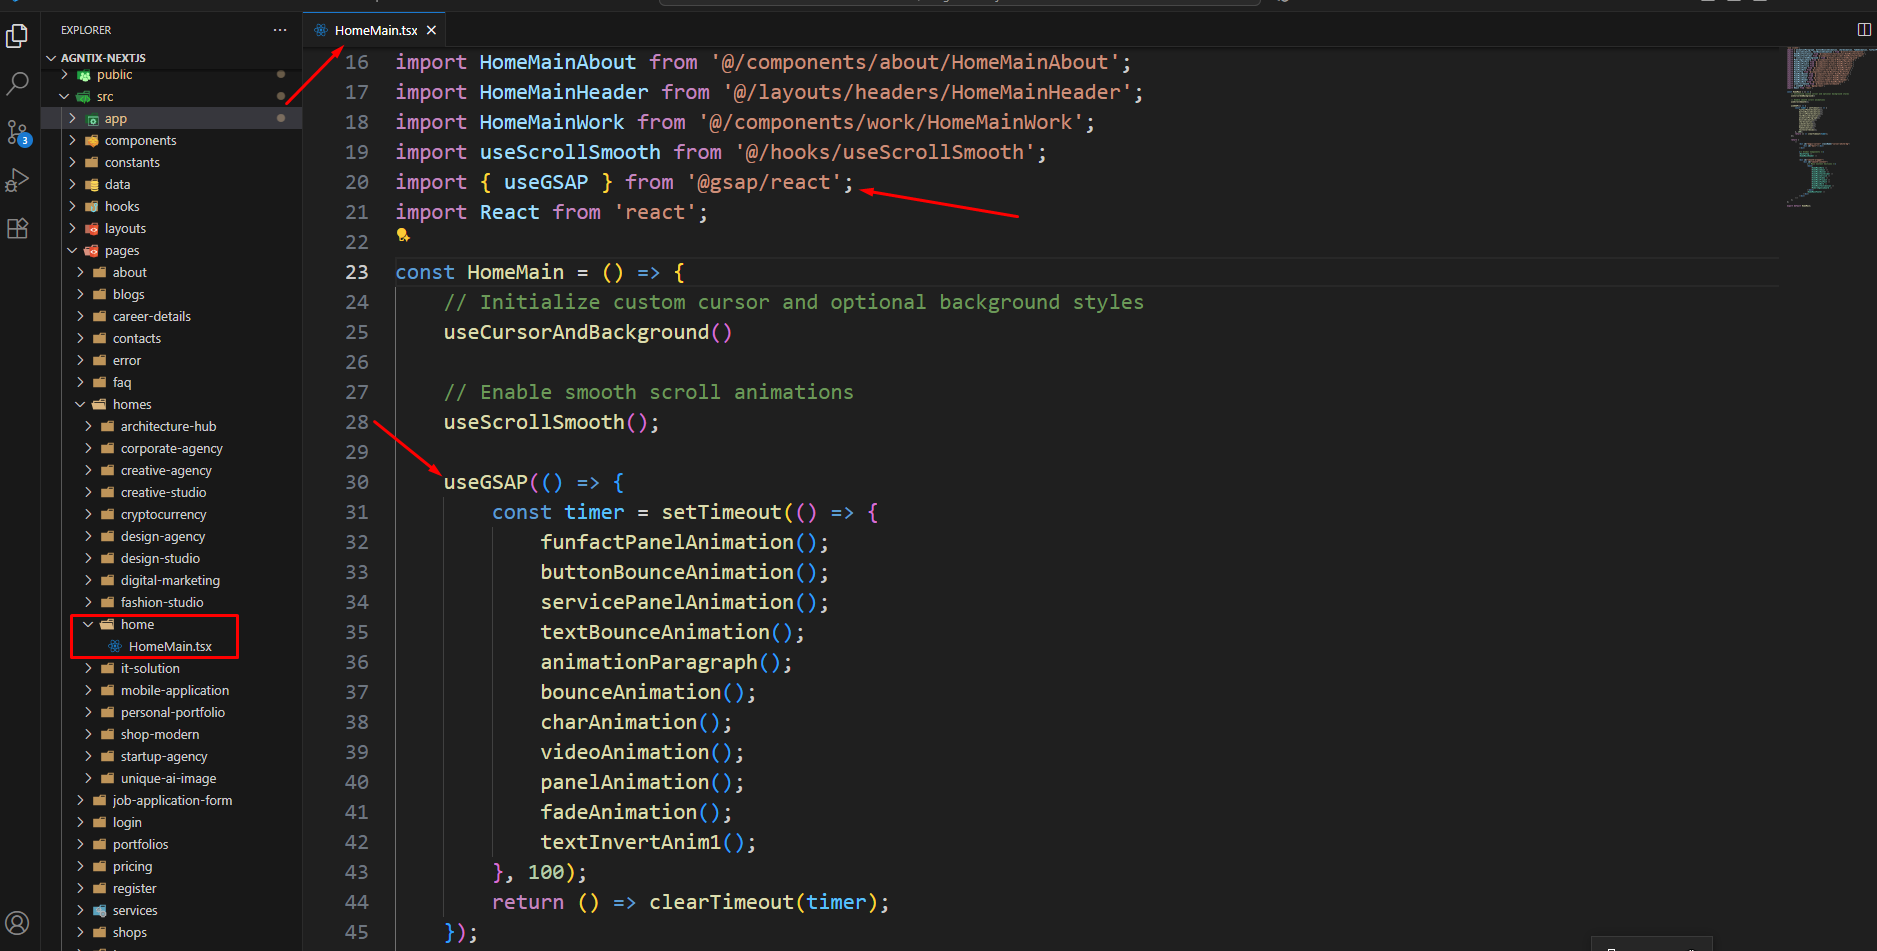 EXPLORER
AGNTIX-NEXTJS
public
src
app
components
constants
data
hooks
layouts
pages
about
blogs
career-details
contacts
error
faq
homes
architecture-hub
corporate-agency
creative-agency
creative-studio
cryptocurrency
design-agency
design-studio
digital-marketing
fashion-studio
home
HomeMain.tsx
it-solution
mobile-application
personal-portfolio
shop-modern
startup-agency
unique-ai-image
job-application-form
login
portfolios
pricing
register
services
shops
3
HomeMain.tsx
16 import HomeMainAbout from '@/components/about/HomeMainAbout';
17 import HomeMainHeader from '@/layouts/headers/HomeMainHeader';
18 import HomeMainWork from '@/components/work/HomeMainWork';
19 import useScrollSmooth from '@/hooks/useScrollSmooth';
20 import { useGSAP } from '@gsap/react';
21 import React from 'react';
22
23 const HomeMain = () => {
24 // Initialize custom cursor and optional background styles
25 useCursorAndBackground()
26
27 // Enable smooth scroll animations
28 useScrollSmooth();
29
30 useGSAP(() => {
31 const timer = setTimeout(() => {
32 funfactPanelAnimation();
33 buttonBounceAnimation();
34 servicePanelAnimation();
35 textBounceAnimation();
36 animationParagraph();
37 bounceAnimation();
38 charAnimation();
39 videoAnimation();
40 panelAnimation();
41 fadeAnimation();
42 textInvertAnim1();
43 }, 100);
44 return () => clearTimeout(timer);
45 });